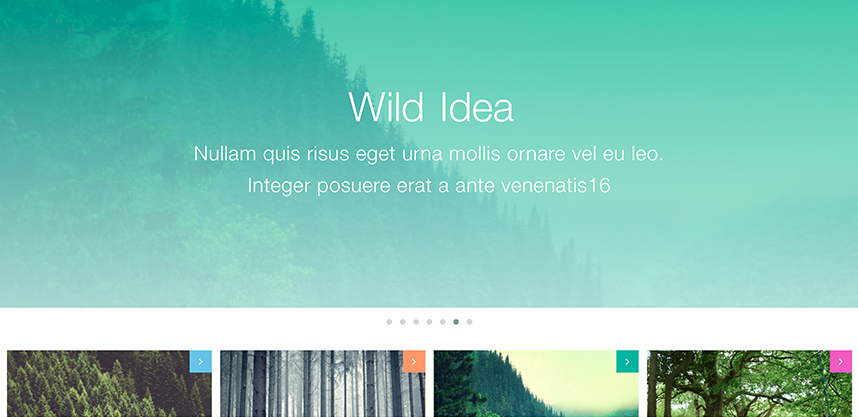 Wild Idea
Nullam quis risus eget urna mollis ornare vel eu leo.
Integer posuere erat a ante venenatis16